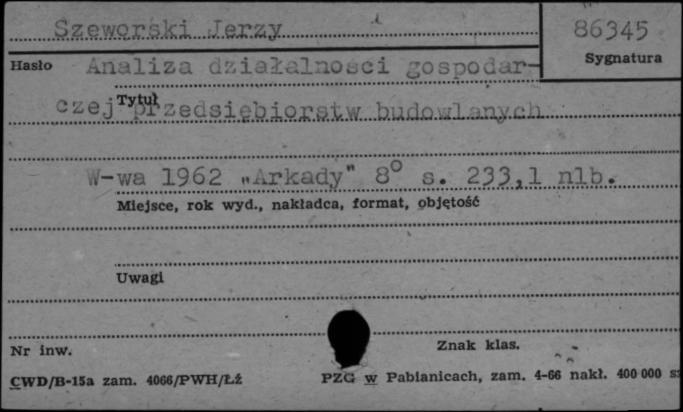 Szeworski Jerzy
86345
Sygnatura
Hasło
Analiza działalności gospodar-
Tytuł
czej przedsiębiorstw budowlanych
W-wa 1962 „Arkady" 8° s. 233,1 nlb.
Miejsce, rok wyd., nakładca, format, objętość
Uwagi
Nr inw.
Znak klas.
CWD/B-15a zam. 4066/PWH/Łź
PZG w Pabianicach, zam. 4-66 nakł. 400 000